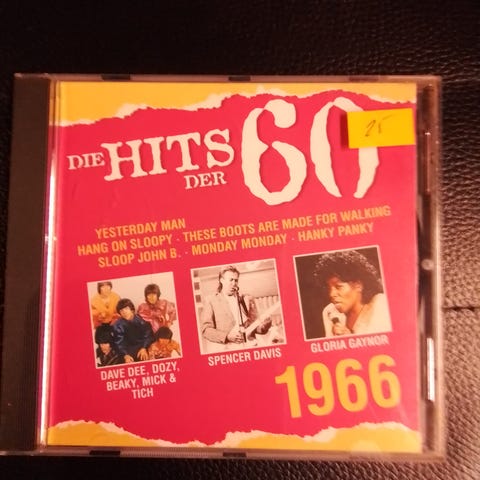 DIE HITS DER 60
25
YESTERDAY MAN
HANG ON SLOOPY · THESE BOOTS ARE MADE FOR WALKING
SLOOP JOHN B. · MONDAY MONDAY · HANKY PANKY
DAVE DEE, DOZY,
BEAKY, MICK &
TICH
SPENCER DAVIS
GLORIA GAYNOR
1966